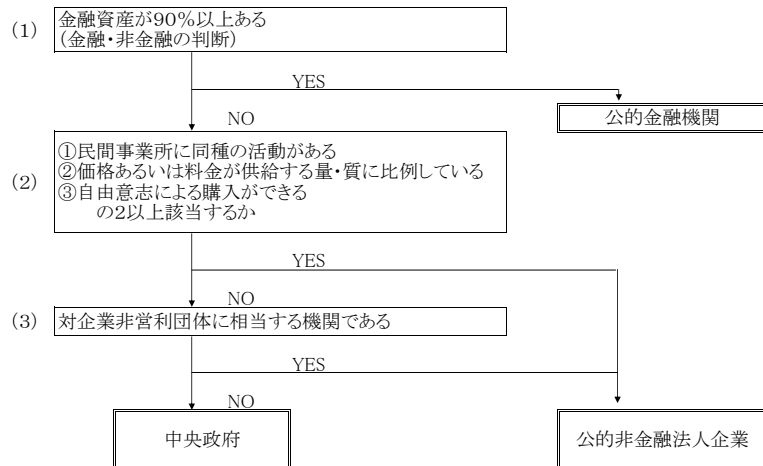 (1)
金融資産が90%以上ある
(金融・非金融の判断)
YES
NO
公的金融機関
(2)
①民間事業所に同種の活動がある
②価格あるいは料金が供給する量・質に比例している
③自由意志による購入ができる
の2以上該当するか
YES
NO
(3)
対企業非営利団体に相当する機関である
YES
NO
中央政府
公的非金融法人企業